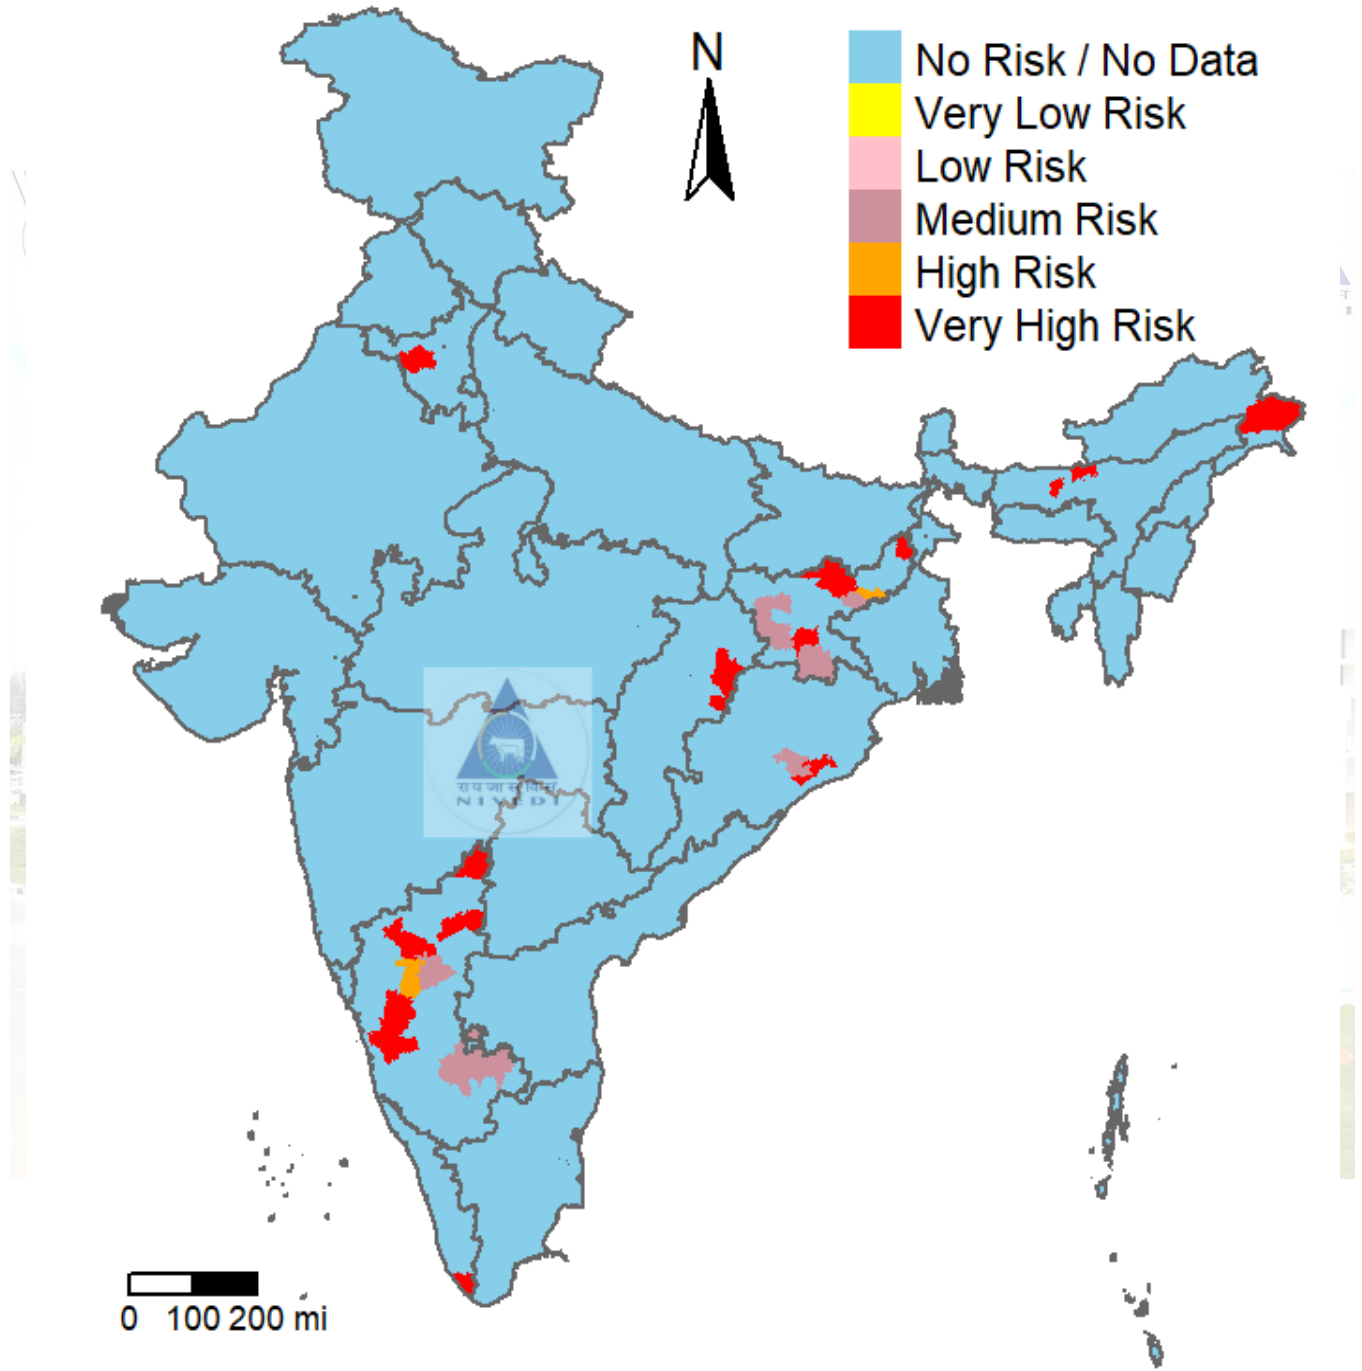 N
No Risk / No Data
Very Low Risk
Low Risk
Medium Risk
High Risk
Very High Risk
NIVEDI
0 100 200 mi